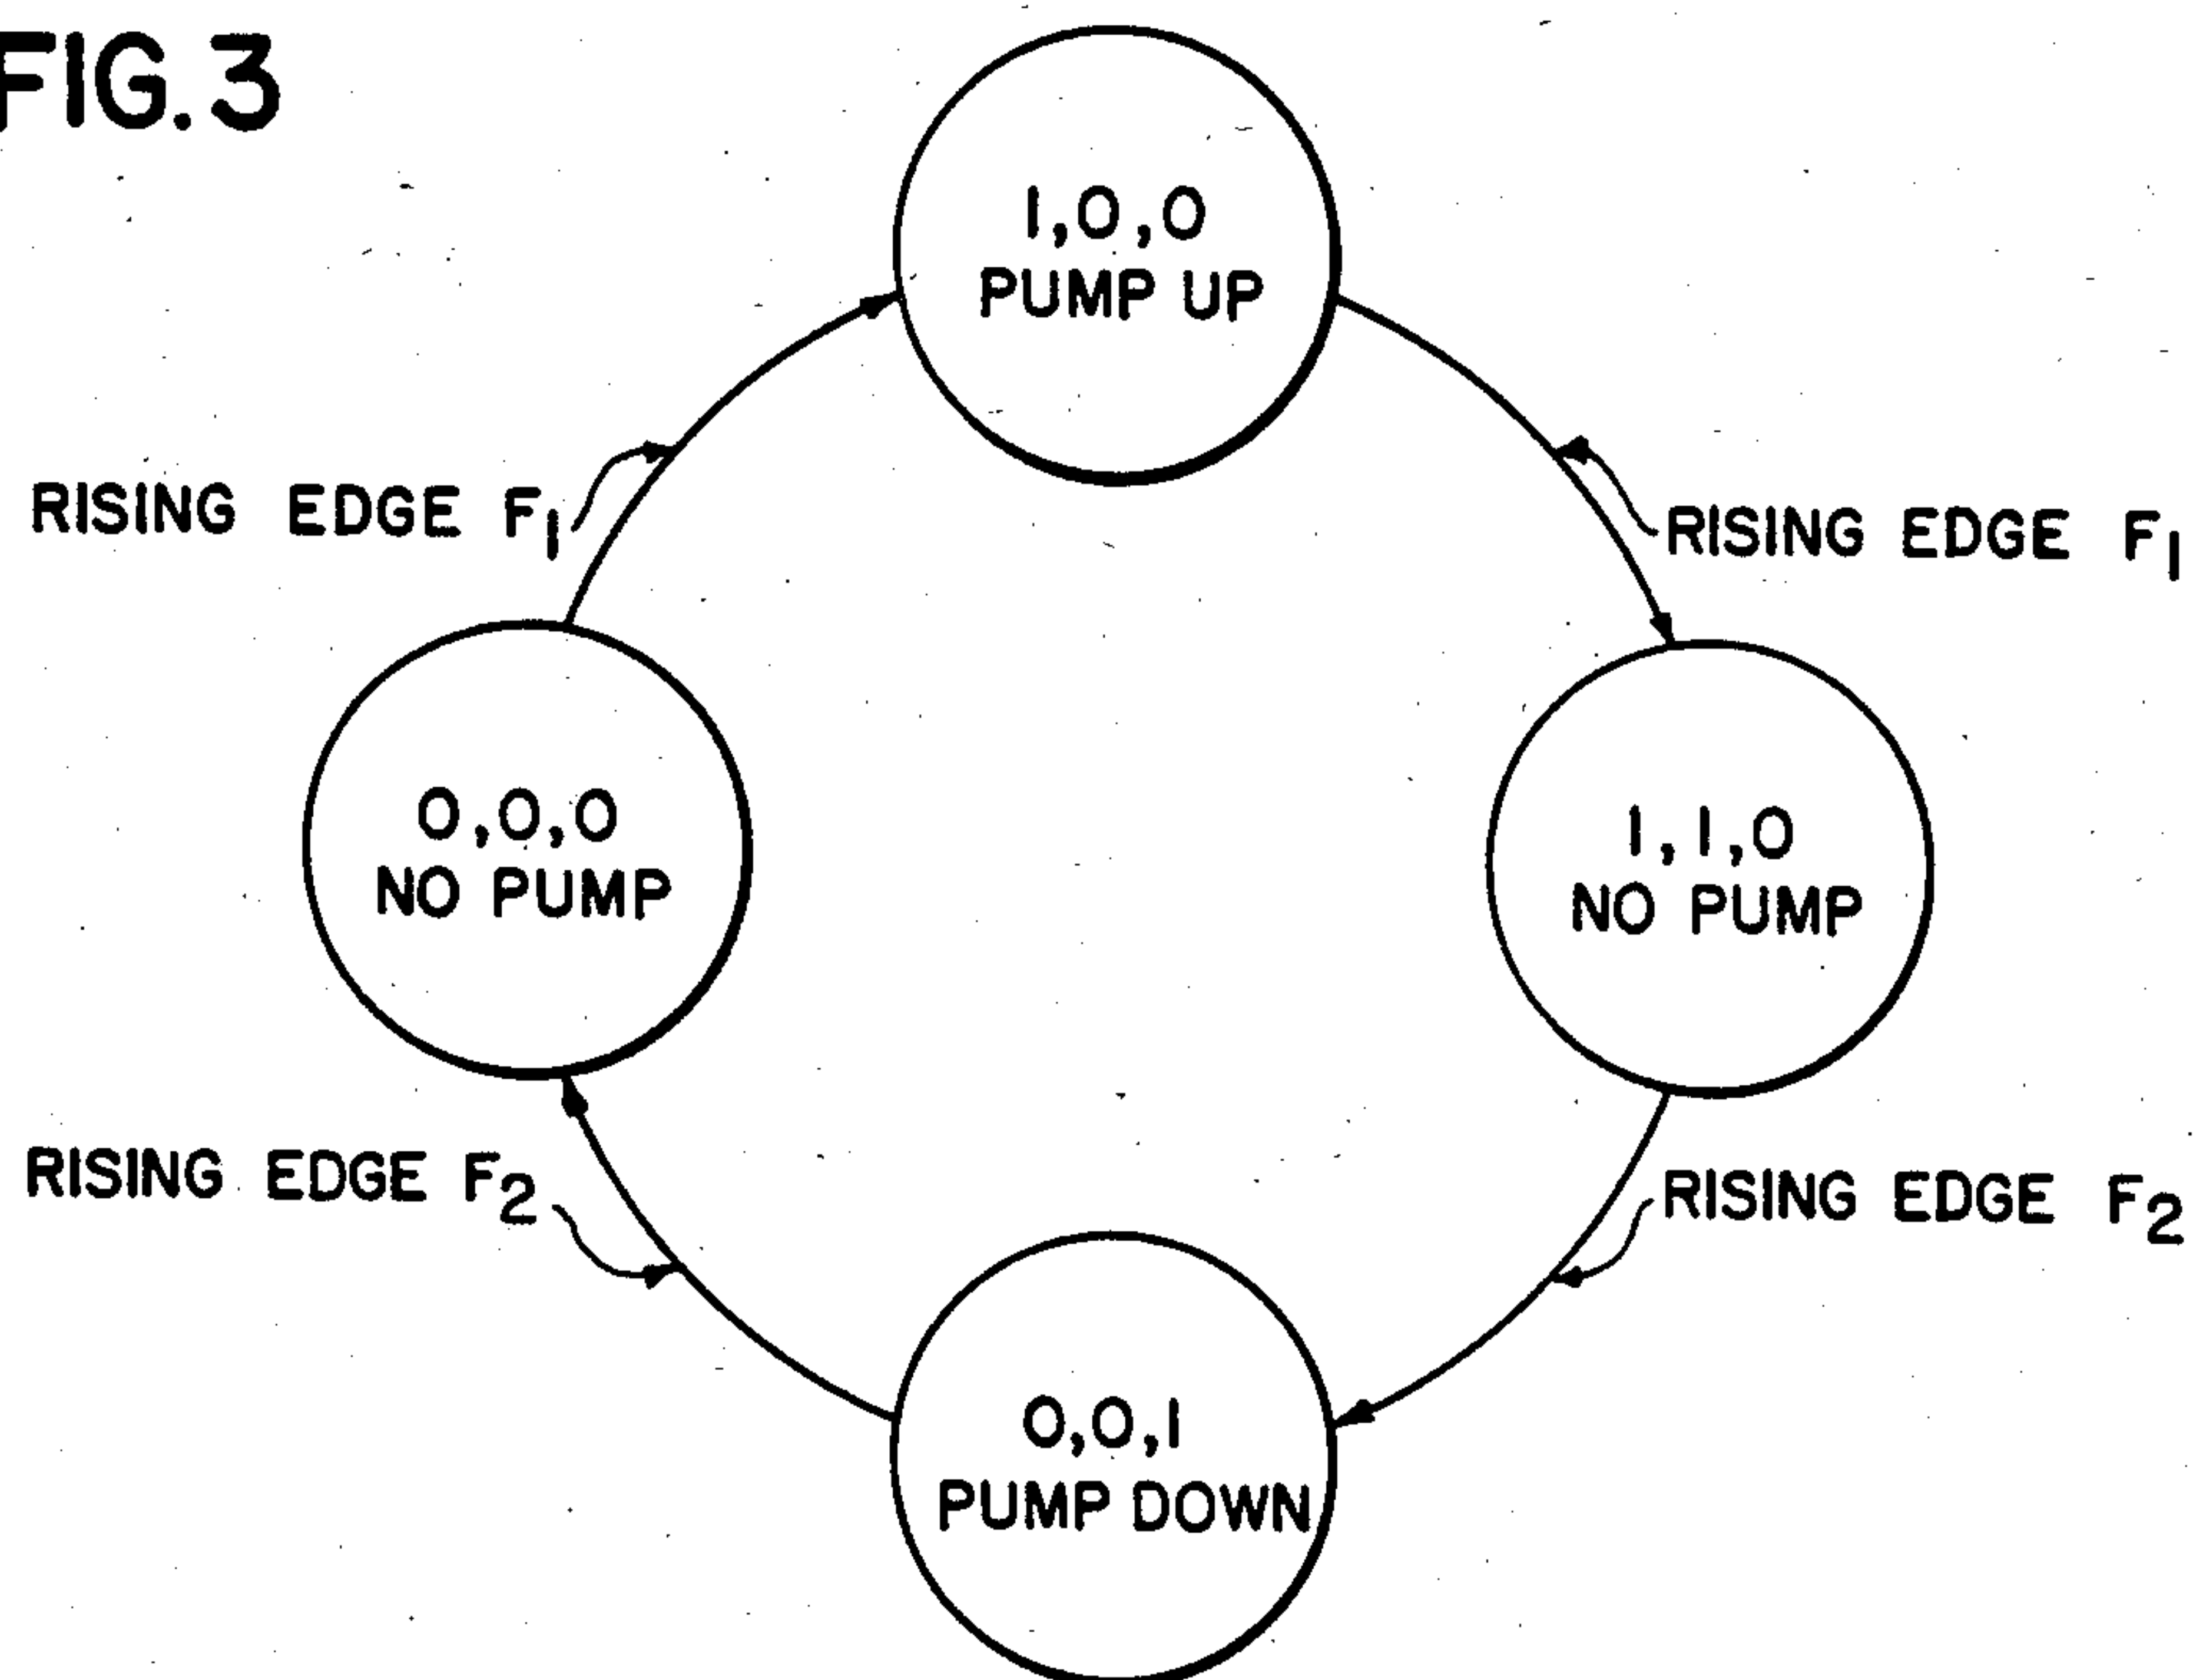 FIG. 3
1,0,0
PUMP UP
RISING EDGE F1
RISING EDGE F1
0,0,0
NO PUMP
1,1,0
NO PUMP
RISING EDGE F2
RISING EDGE F2
0,0,1
PUMP DOWN